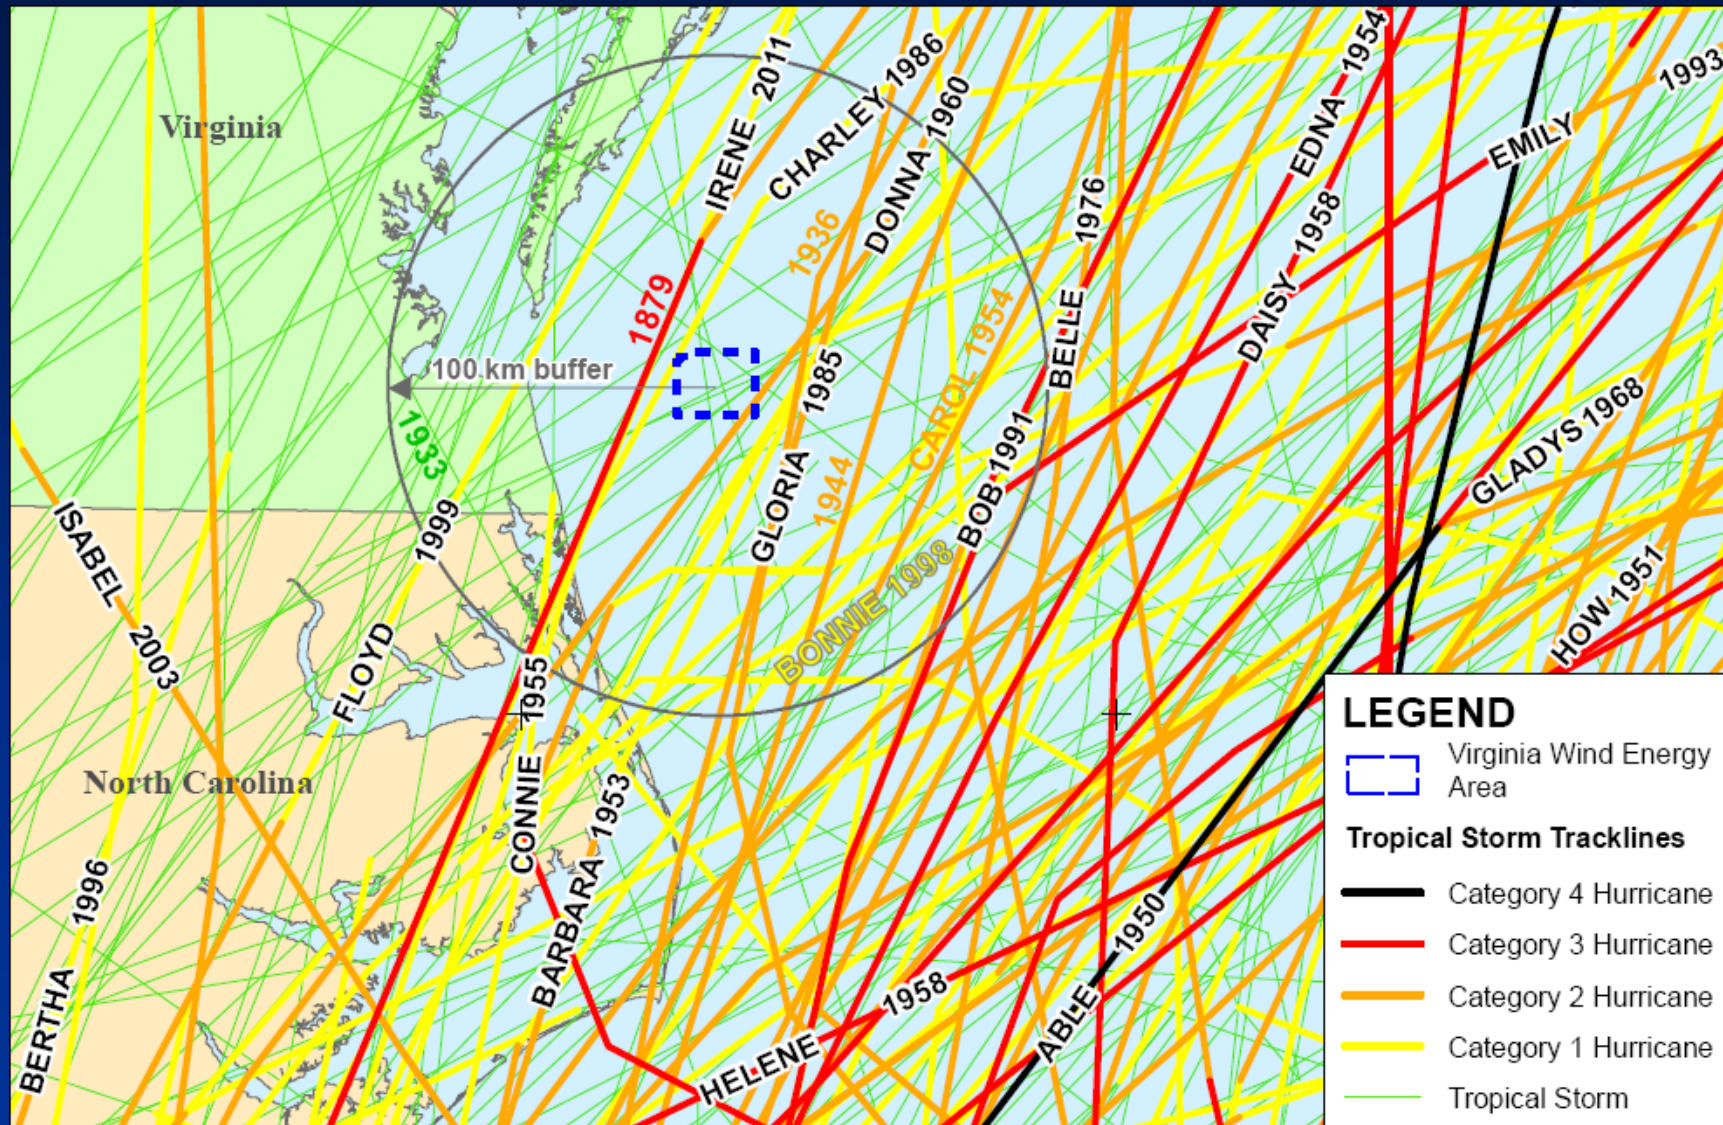 Virginia
IRENE 2011
CHARLEY 1986
DONNA 1960
EDNA 1954
1993
EMILY
1936
BELLE 1976
DAISY 1958
1879
100 km buffer
1933
GLORIA 1985
CAROL 1954
1944
BOB 1991
GLADYS 1968
ISABEL 2003
FLOYD 1999
BONNIE 1998
HOW 1951
North Carolina
CONNIE 1955
BARBARA 1953
BERTHA 1996
HELENE 1958
ABLE 1950
LEGEND
Virginia Wind Energy
Area
Tropical Storm Tracklines
Category 4 Hurricane
Category 3 Hurricane
Category 2 Hurricane
Category 1 Hurricane
Tropical Storm